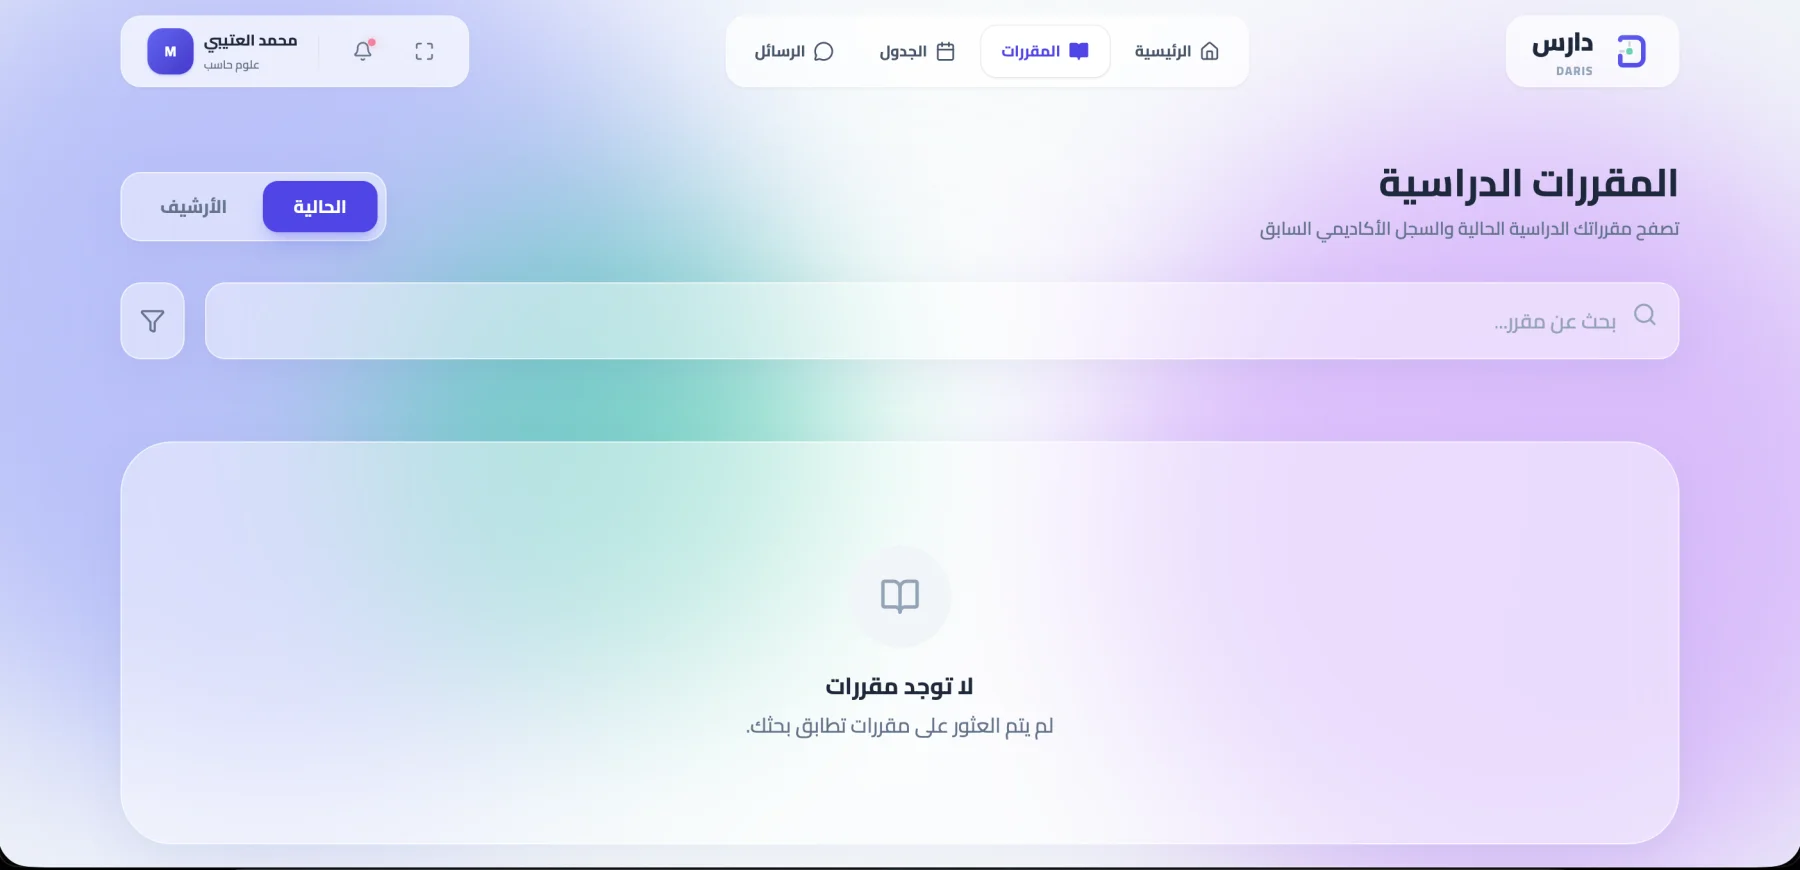 دارس
DARIS
الرئيسية
المقررات
الجدول
الرسائل
محمد العتيبي
علوم حاسب
M
المقررات الدراسية
تصفح مقرراتك الدراسية الحالية والسجل الأكاديمي السابق
الحالية
الأرشيف
بحث عن مقرر...
لا توجد مقررات
لم يتم العثور على مقررات تطابق بحثك.